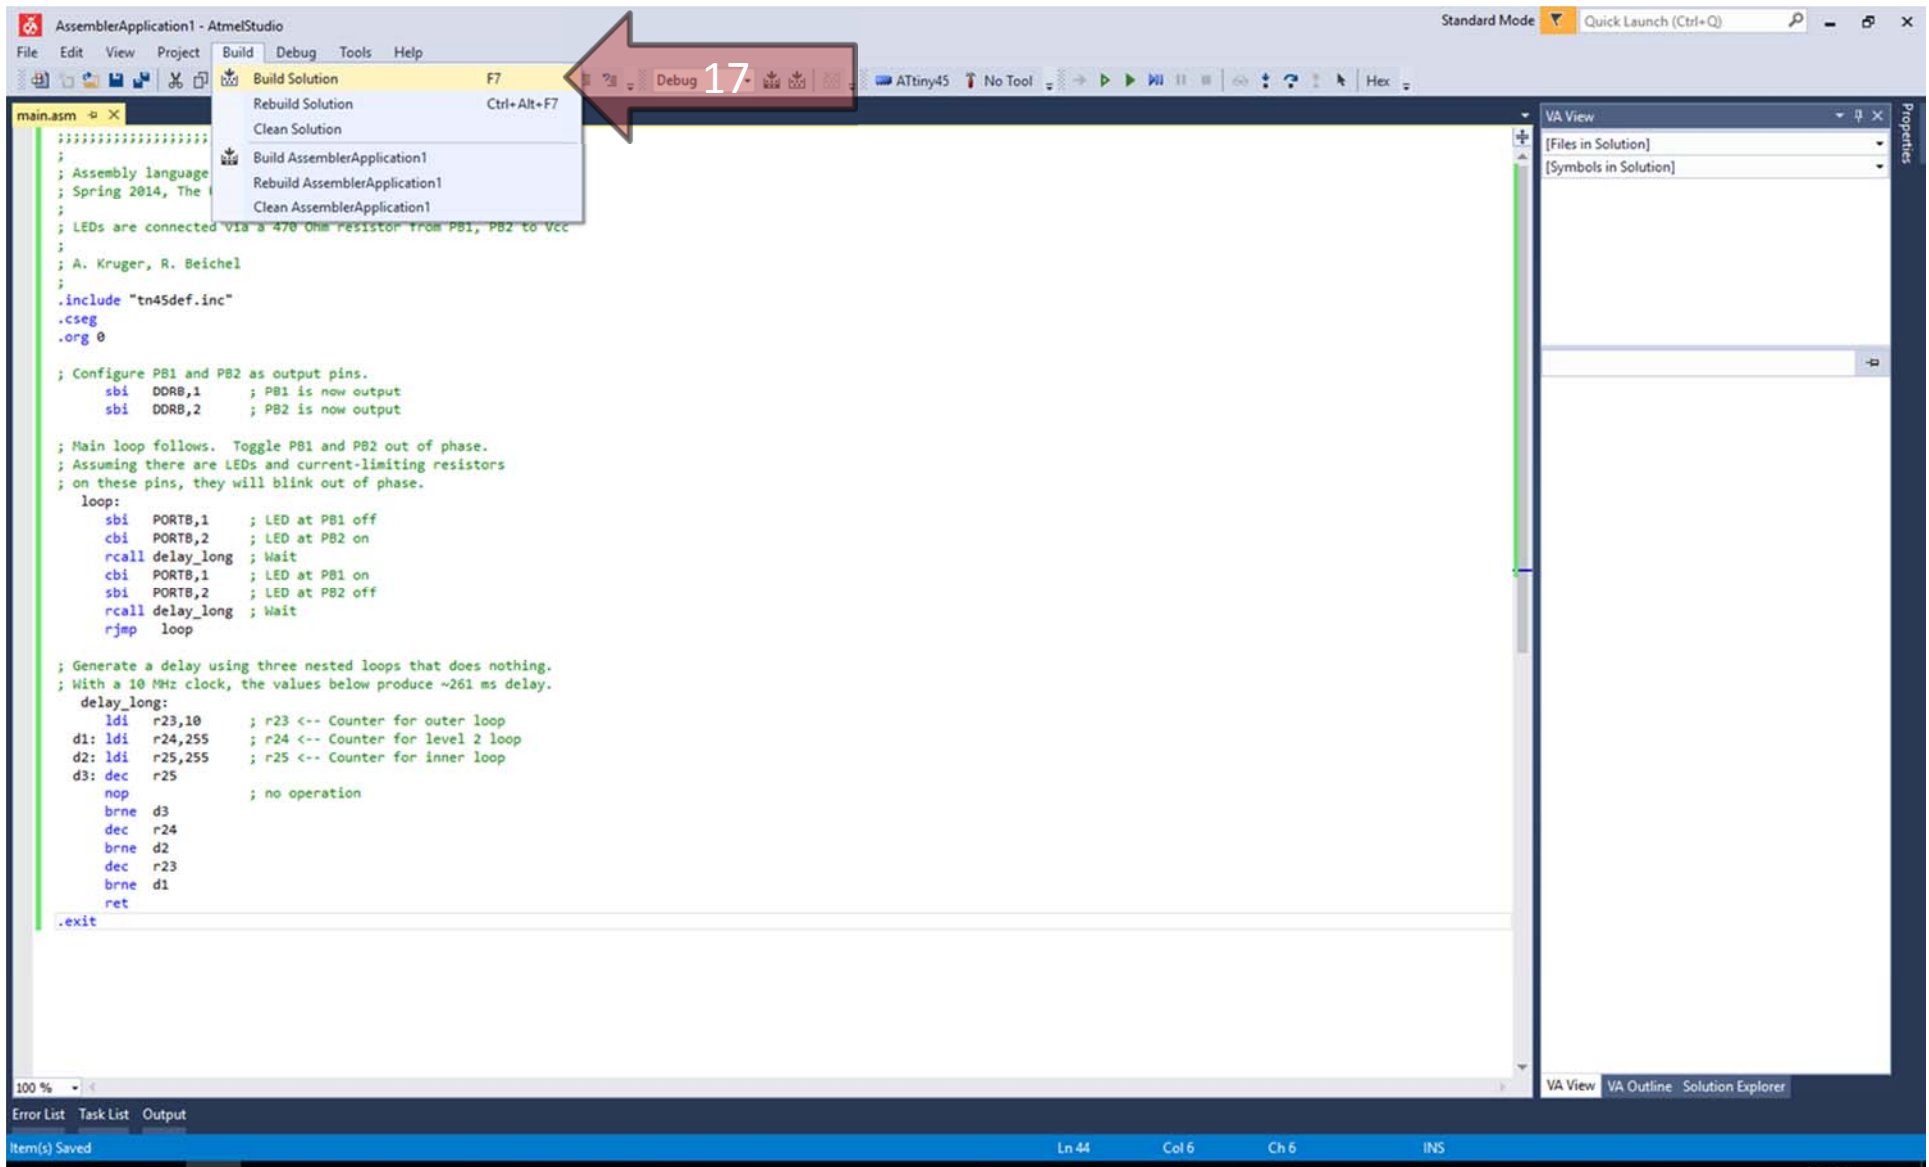 AssemblerApplication1 - AtmelStudio
Standard Mode
Quick Launch (Ctrl+Q)
File Edit View Project Build Debug Tools Help
Build Solution F7
Debug
17
ATtiny45
No Tool
Hex
Rebuild Solution Ctrl+Alt+F7
Clean Solution
Build AssemblerApplication1
Rebuild AssemblerApplication1
Clean AssemblerApplication1
main.asm
;;;;;;;;;;;;;;;;;;;
;
; Assembly language
; Spring 2014, The
;
; LEDs are connected via a 470 Ohm resistor from PB1, PB2 to Vcc
;
; A. Kruger, R. Beichel
;
.include "tn45def.inc"
.cseg
.org 0
; Configure PB1 and PB2 as output pins.
sbi DDRB,1 ; PB1 is now output
sbi DDRB,2 ; PB2 is now output
; Main loop follows. Toggle PB1 and PB2 out of phase.
; Assuming there are LEDs and current-limiting resistors
; on these pins, they will blink out of phase.
loop:
sbi PORTB,1 ; LED at PB1 off
cbi PORTB,2 ; LED at PB2 on
rcall delay_long ; Wait
cbi PORTB,1 ; LED at PB1 on
sbi PORTB,2 ; LED at PB2 off
rcall delay_long ; Wait
rjmp loop
; Generate a delay using three nested loops that does nothing.
; With a 10 MHz clock, the values below produce ~261 ms delay.
delay_long:
ldi r23,10 ; r23 <-- Counter for outer loop
d1: ldi r24,255 ; r24 <-- Counter for level 2 loop
d2: ldi r25,255 ; r25 <-- Counter for inner loop
d3: dec r25
nop ; no operation
brne d3
dec r24
brne d2
dec r23
brne d1
ret
.exit
VA View
[Files in Solution]
[Symbols in Solution]
Properties
100 %
VA View VA Outline Solution Explorer
Error List Task List Output
Item(s) Saved
Ln 44 Col 6 Ch 6 INS